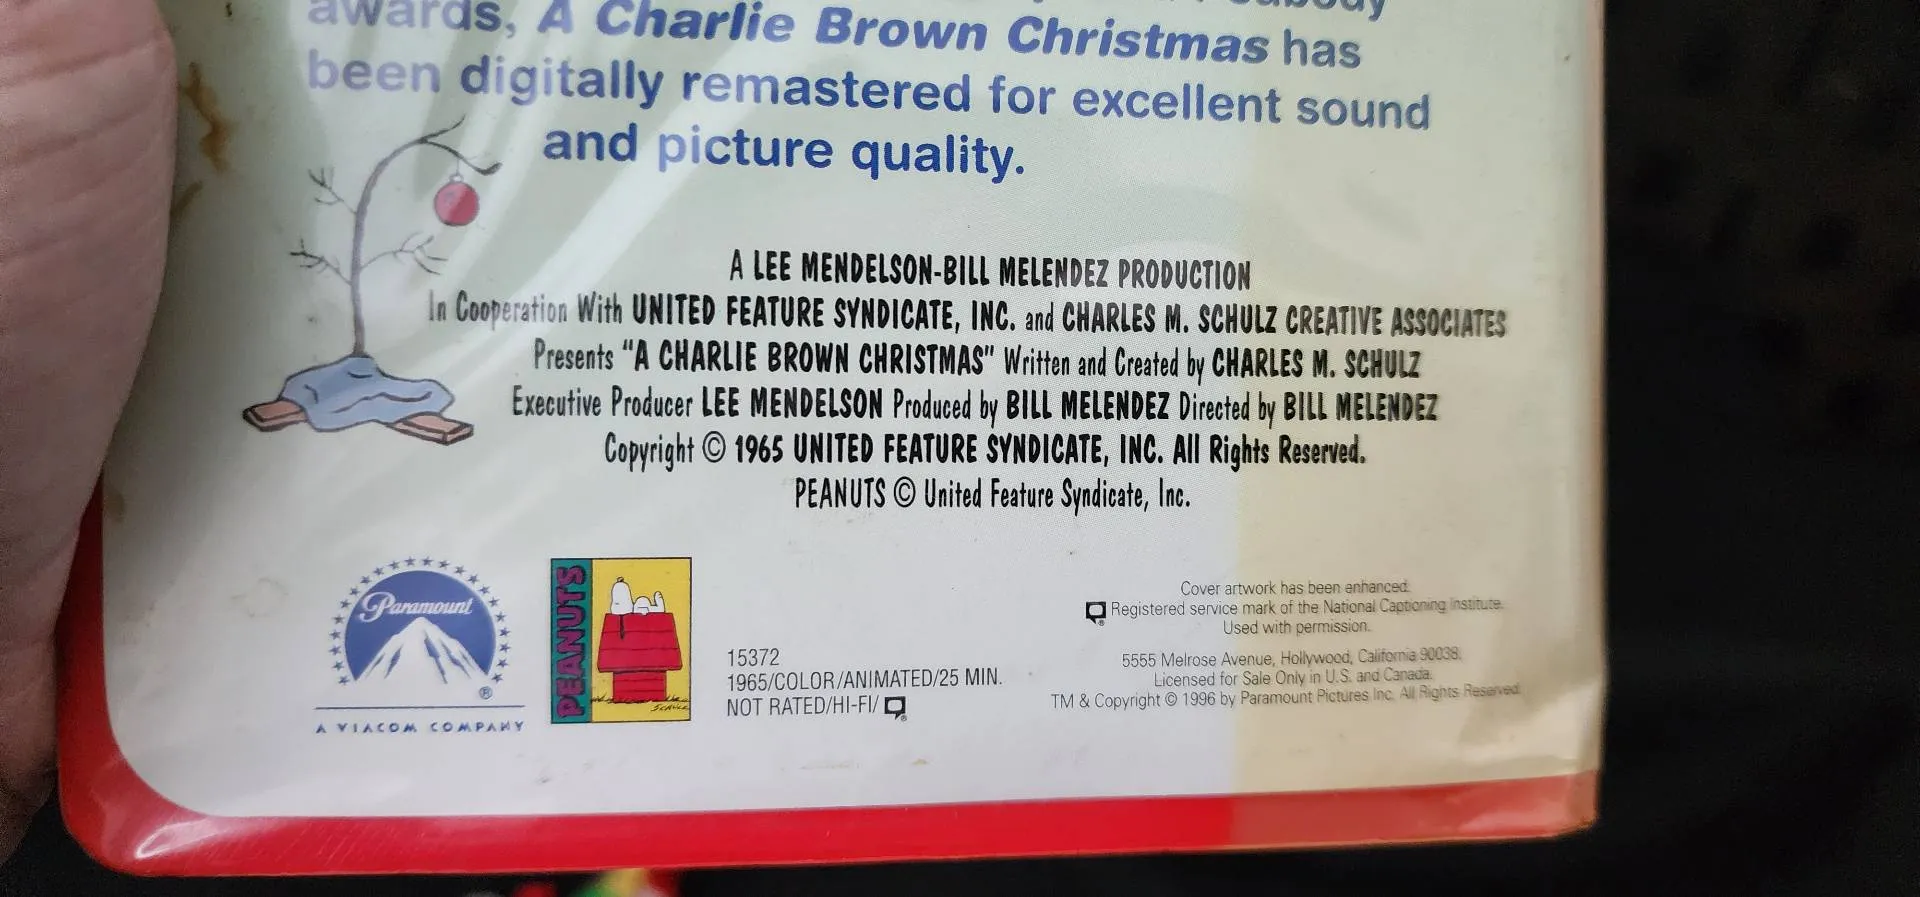 awards, A Charlie Brown Christmas has
been digitally remastered for excellent sound
and picture quality.
A LEE MENDELSON-BILL MELENDEZ PRODUCTION
In Cooperation With UNITED FEATURE SYNDICATE, INC. and CHARLES M. SCHULZ CREATIVE ASSOCIATES
Presents "A CHARLIE BROWN CHRISTMAS" Written and Created by CHARLES M. SCHULZ
Executive Producer LEE MENDELSON Produced by BILL MELENDEZ Directed by BILL MELENDEZ
Copyright © 1965 UNITED FEATURE SYNDICATE, INC. All Rights Reserved.
PEANUTS © United Feature Syndicate, Inc.
Paramount
®
A VIACOM COMPANY
PEANUTS
SCHULZ
15372
1965/COLOR/ANIMATED/25 MIN.
NOT RATED/HI-FI/
Cover artwork has been enhanced.
Registered service mark of the National Captioning Institute.
Used with permission.
5555 Melrose Avenue, Hollywood, California 90038.
Licensed for Sale Only in U.S. and Canada.
TM & Copyright © 1996 by Paramount Pictures Inc. All Rights Reserved.